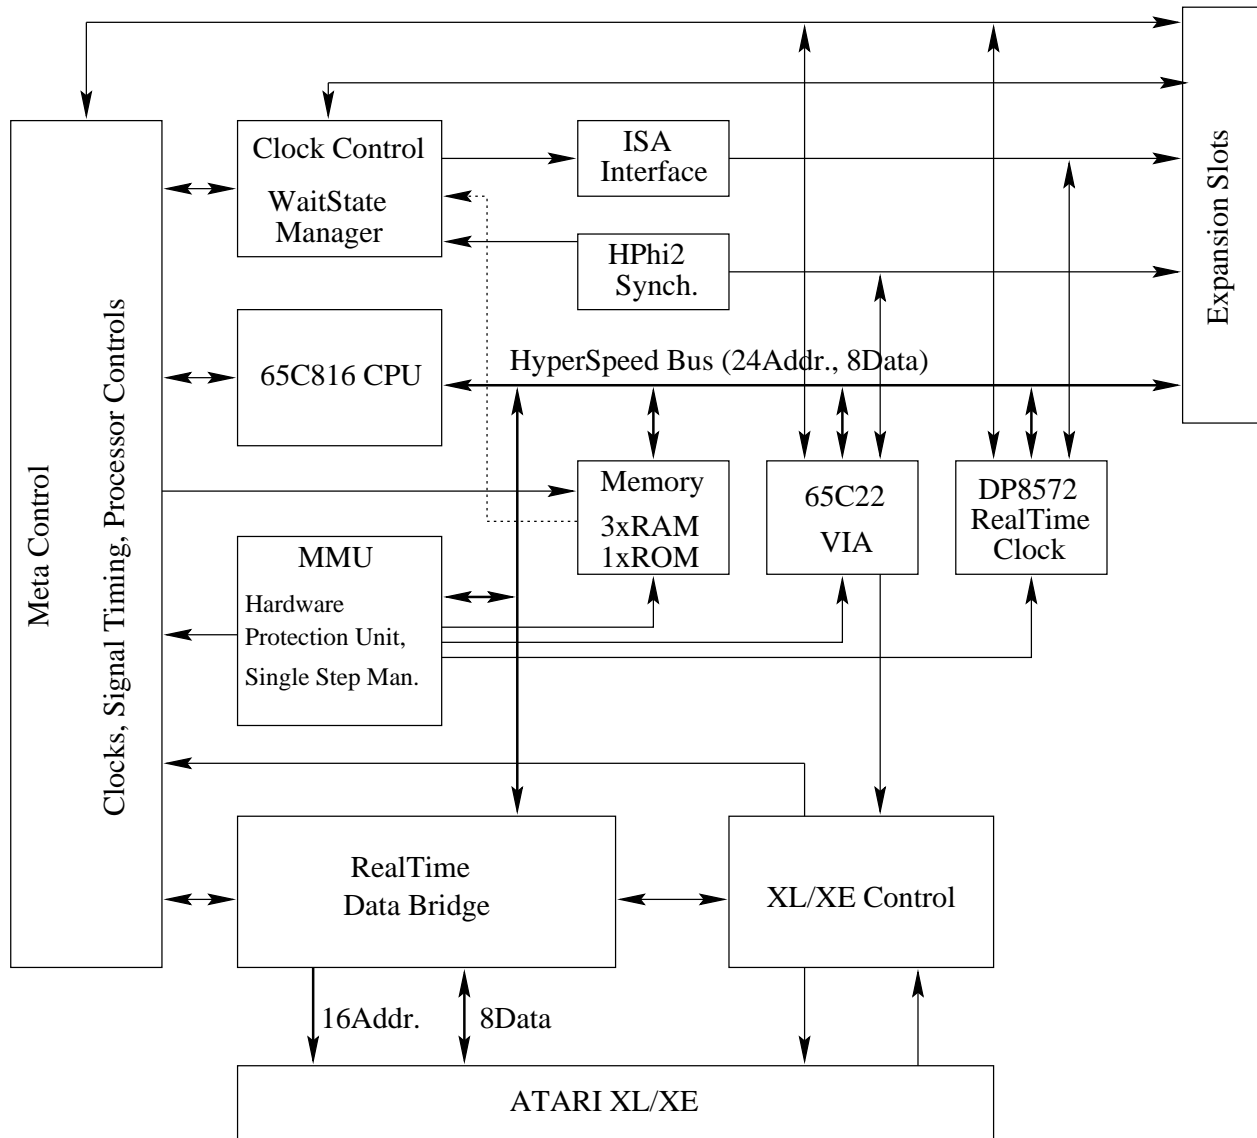 Clock Control
WaitState
Manager
ISA
Interface
HPhi2
Synch.
Expansion Slots
65C816 CPU
HyperSpeed Bus (24Addr., 8Data)
Meta Control
Clocks, Signal Timing, Processor Controls
Memory
3xRAM
1xROM
65C22
VIA
DP8572
RealTime
Clock
MMU
Hardware
Protection Unit,
Single Step Man.
RealTime
Data Bridge
XL/XE Control
16Addr.
8Data
ATARI XL/XE